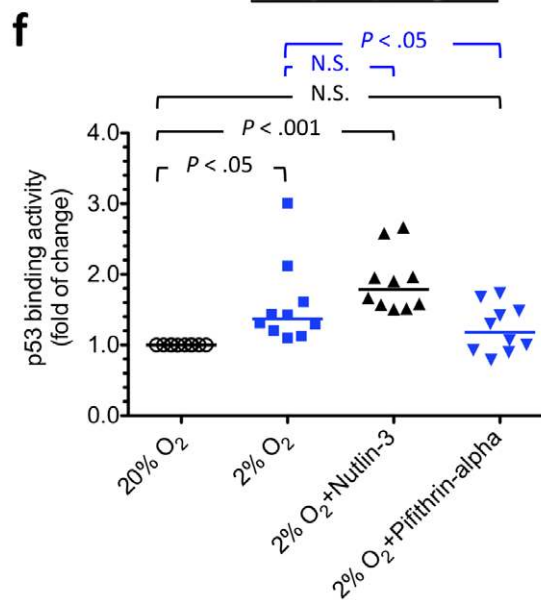 f
P < .05
N.S.
N.S.
P < .001
P < .05
p53 binding activity
(fold of change)
4.0
3.0
2.0
1.0
0.0
20% O₂
2% O₂
2% O₂+Nutlin-3
2% O₂+Pifithrin-alpha